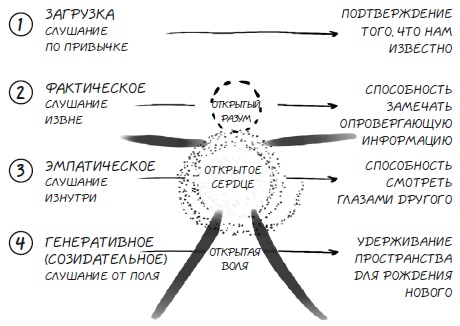 1 ЗАГРУЗКА
СЛУШАНИЕ
ПО ПРИВЫЧКЕ
ПОДТВЕРЖДЕНИЕ
ТОГО, ЧТО НАМ
ИЗВЕСТНО
2 ФАКТИЧЕСКОЕ
СЛУШАНИЕ
ИЗВНЕ
ОТКРЫТЫЙ
РАЗУМ
СПОСОБНОСТЬ
ЗАМЕЧАТЬ
ОПРОВЕРГАЮЩУЮ
ИНФОРМАЦИЮ
3 ЭМПАТИЧЕСКОЕ
СЛУШАНИЕ
ИЗНУТРИ
ОТКРЫТОЕ
СЕРДЦЕ
СПОСОБНОСТЬ
СМОТРЕТЬ
ГЛАЗАМИ ДРУГОГО
4 ГЕНЕРАТИВНОЕ
(СОЗИДАТЕЛЬНОЕ)
СЛУШАНИЕ ОТ ПОЛЯ
ОТКРЫТАЯ
ВОЛЯ
УДЕРЖИВАНИЕ
ПРОСТРАНСТВА
ДЛЯ РОЖДЕНИЯ
НОВОГО